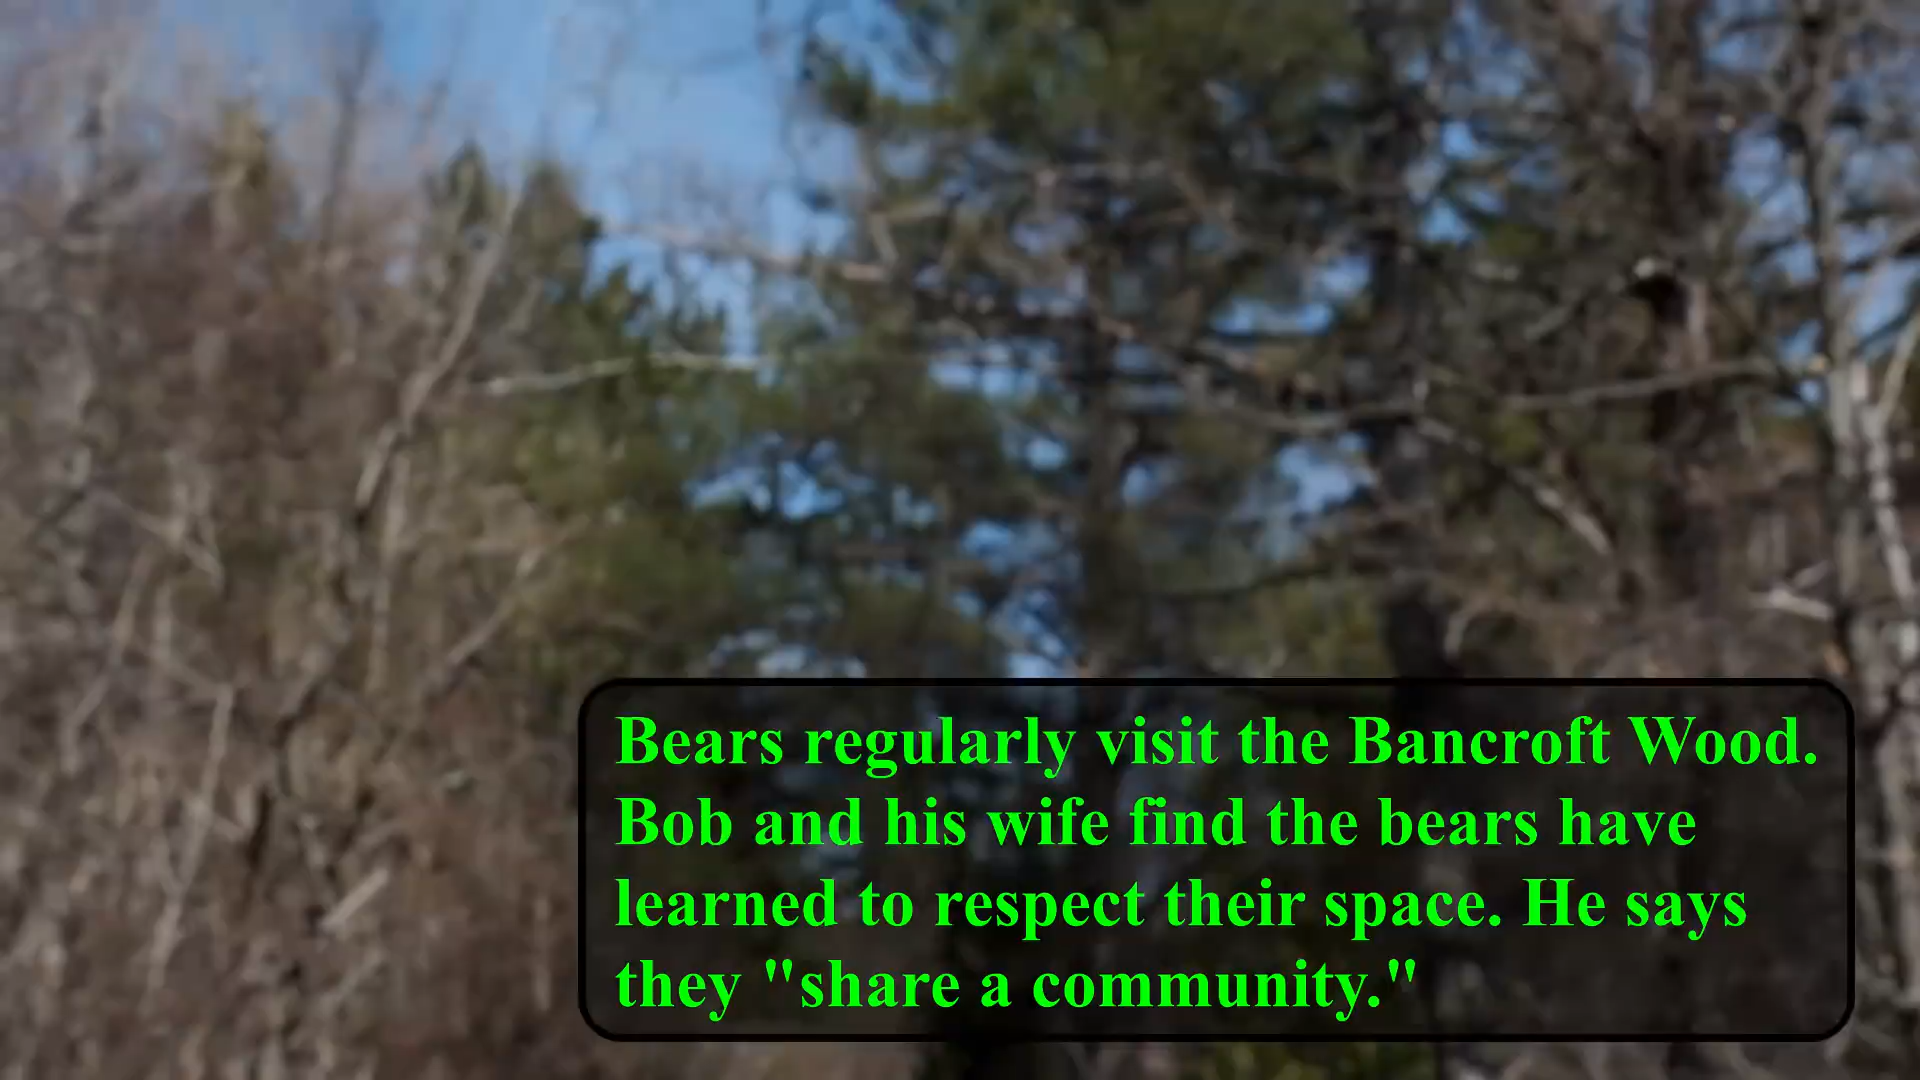 Bears regularly visit the Bancroft Wood.
Bob and his wife find the bears have
learned to respect their space. He says
they "share a community."